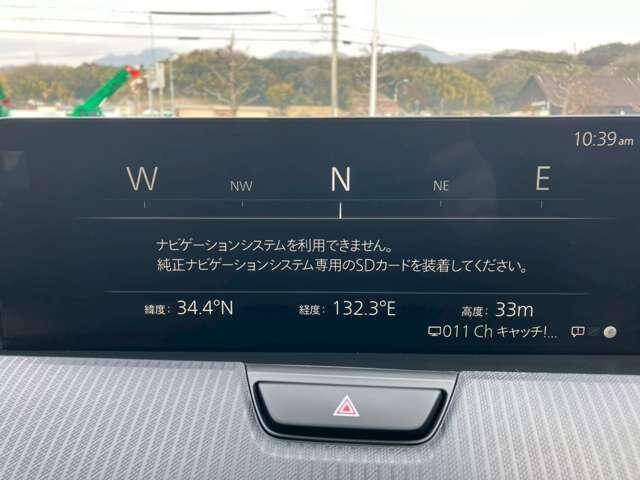 10:39am
W NW N NE E
ナビゲーションシステムを利用できません。
純正ナビゲーションシステム専用のSDカードを装着してください。
緯度: 34.4°N 経度: 132.3°E 高度: 33m
011 Ch キャッチ!...